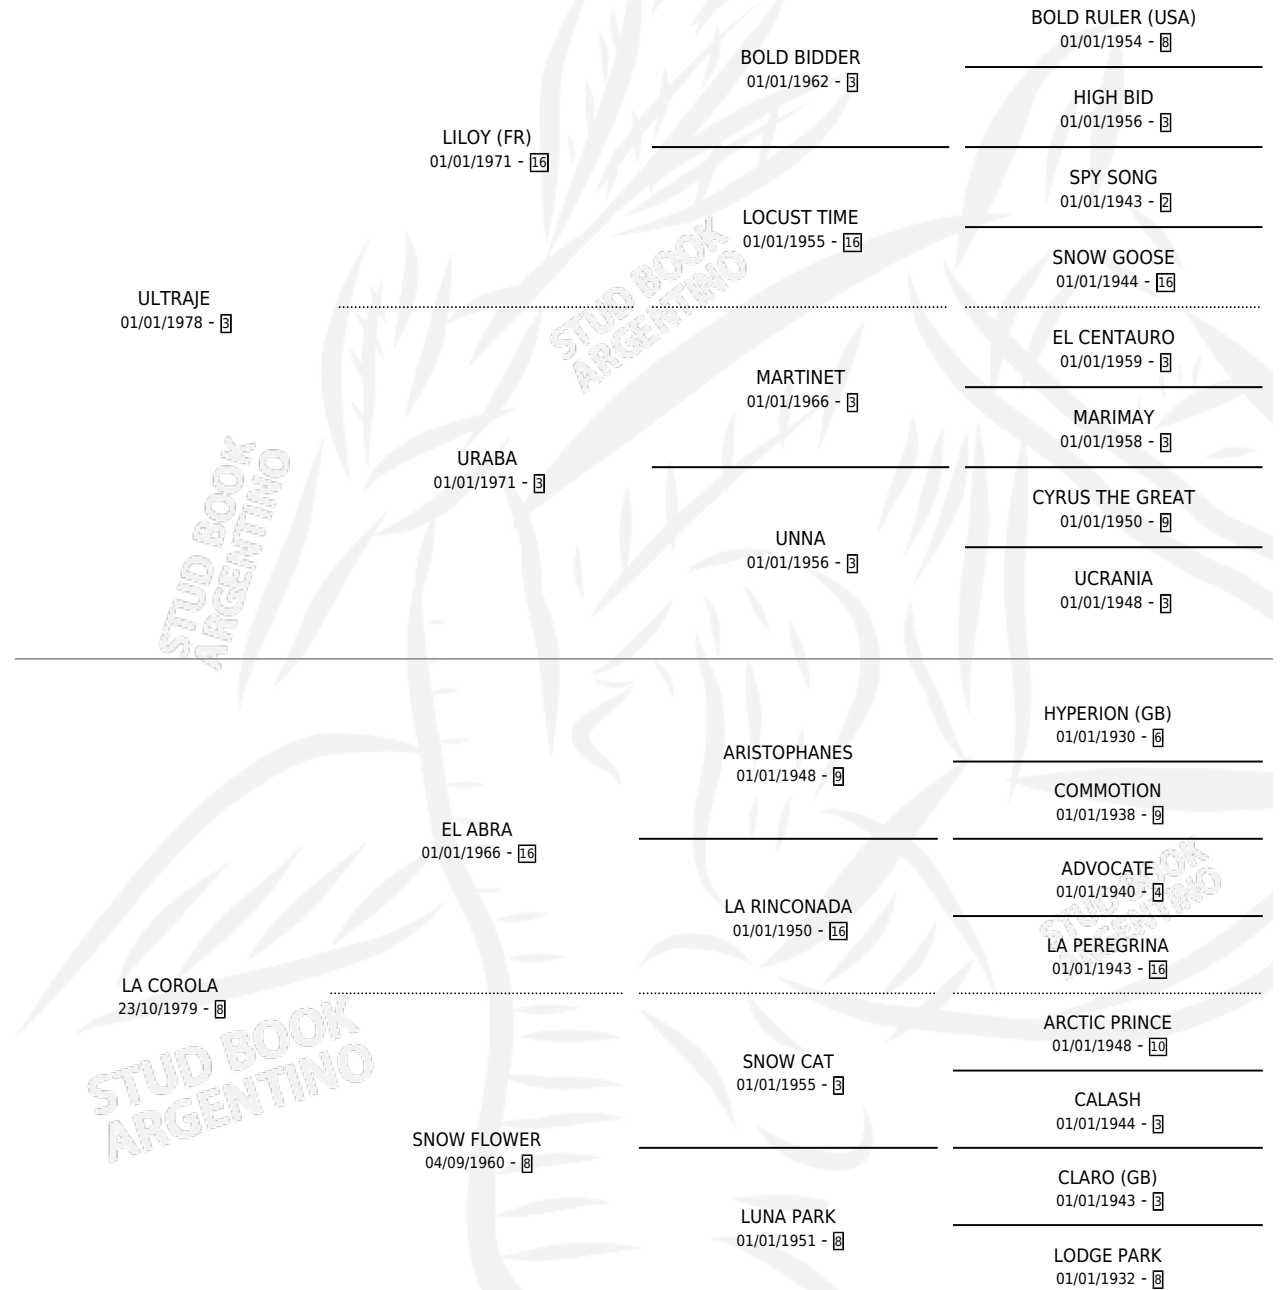 BOLD RULER (USA)
01/01/1954 - 8
BOLD BIDDER
01/01/1962 - 3
HIGH BID
01/01/1956 - 3
LILOY (FR)
01/01/1971 - 16
SPY SONG
01/01/1943 - 2
LOCUST TIME
01/01/1955 - 16
SNOW GOOSE
01/01/1944 - 16
ULTRAJE
01/01/1978 - 3
STUD BOOK
ARGENTINO
EL CENTAURO
01/01/1959 - 3
MARTINET
01/01/1966 - 3
MARIMAY
01/01/1958 - 3
URABA
01/01/1971 - 3
CYRUS THE GREAT
01/01/1950 - 9
UNNA
01/01/1956 - 3
UCRANIA
01/01/1948 - 3
STUD BOOK
ARGENTINO
HYPERION (GB)
01/01/1930 - 6
ARISTOPHANES
01/01/1948 - 9
COMMOTION
01/01/1938 - 9
EL ABRA
01/01/1966 - 16
ADVOCATE
01/01/1940 - 4
LA RINCONADA
01/01/1950 - 16
STUD BOOK
ARGENTINO
LA PEREGRINA
01/01/1943 - 16
LA COROLA
23/10/1979 - 8
ARCTIC PRINCE
01/01/1948 - 10
SNOW CAT
01/01/1955 - 3
STUD BOOK
ARGENTINO
CALASH
01/01/1944 - 3
SNOW FLOWER
04/09/1960 - 8
CLARO (GB)
01/01/1943 - 3
LUNA PARK
01/01/1951 - 8
LODGE PARK
01/01/1932 - 8